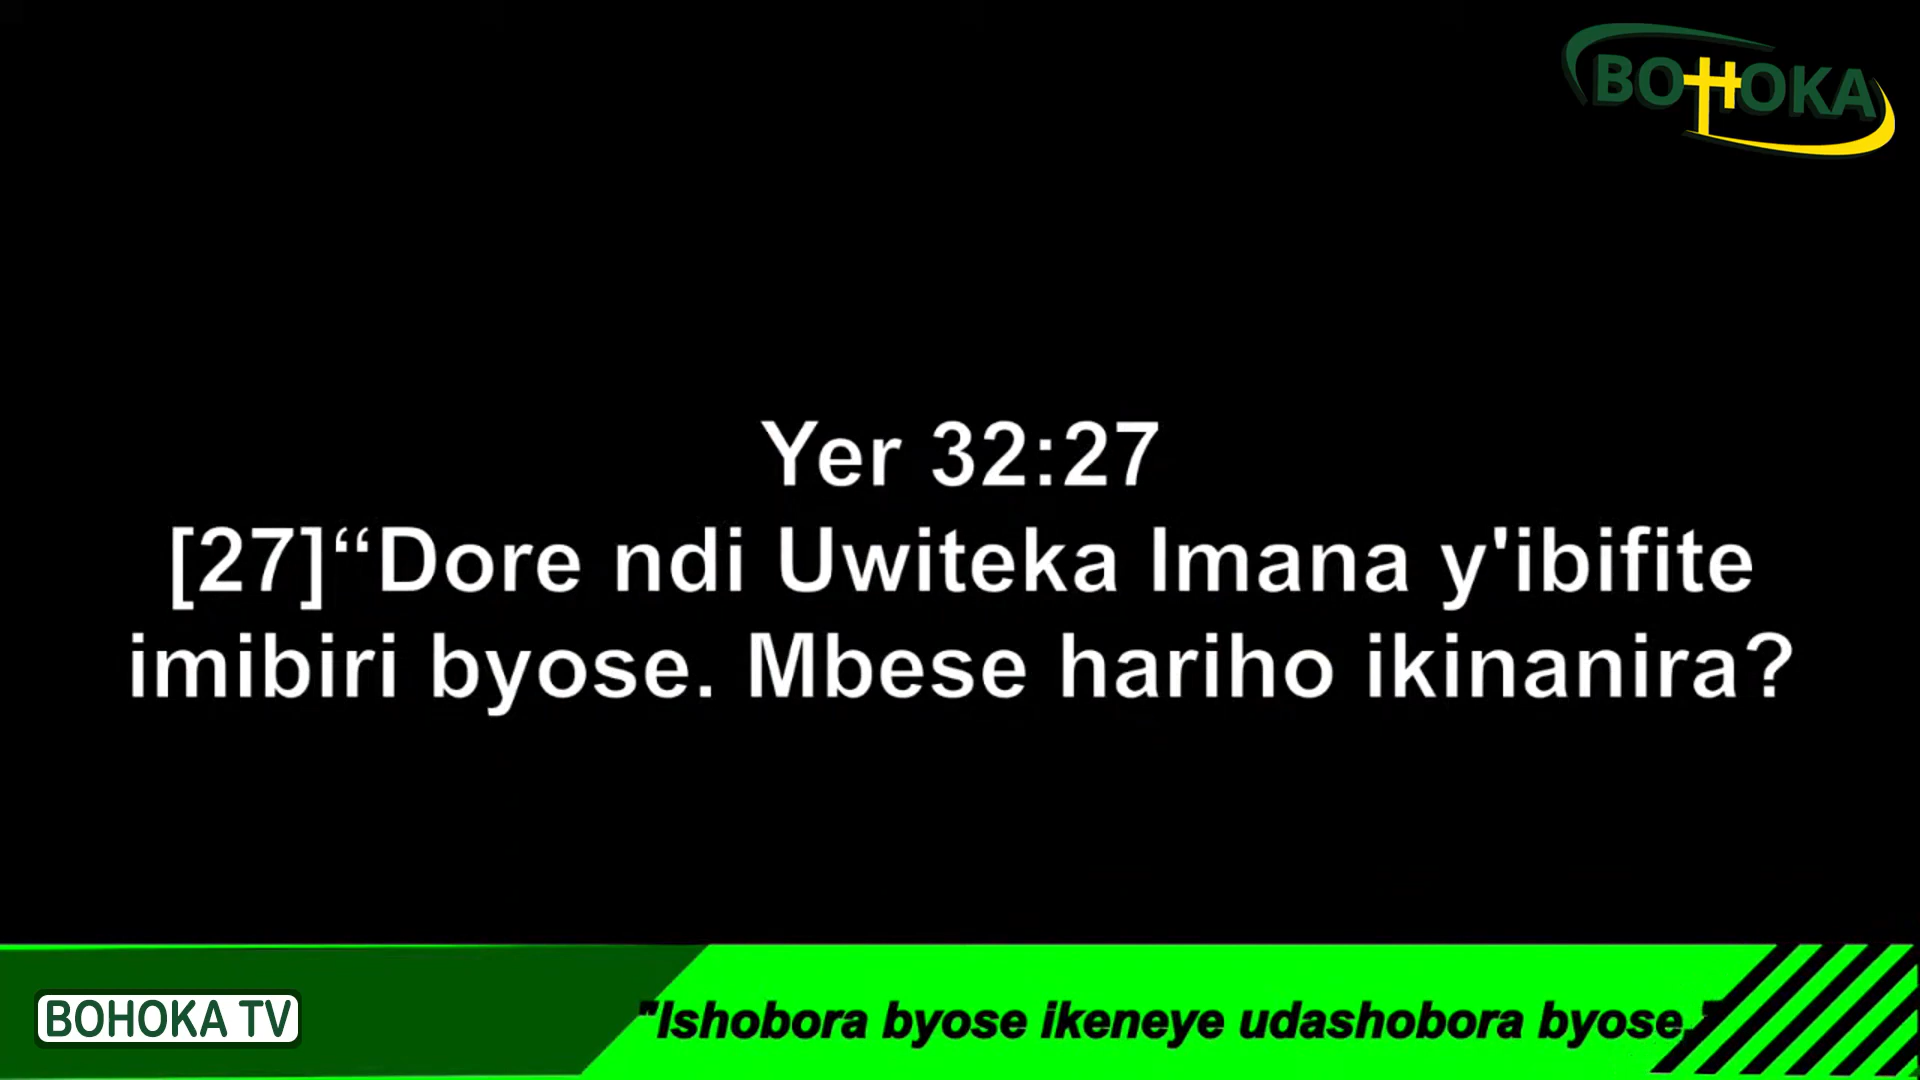 BOHOKA
Yer 32:27
[27]“Dore ndi Uwiteka Imana y'ibifite
imibiri byose. Mbese hariho ikinanira?
BOHOKA TV
"Ishobora byose ikeneye udashobora byose."